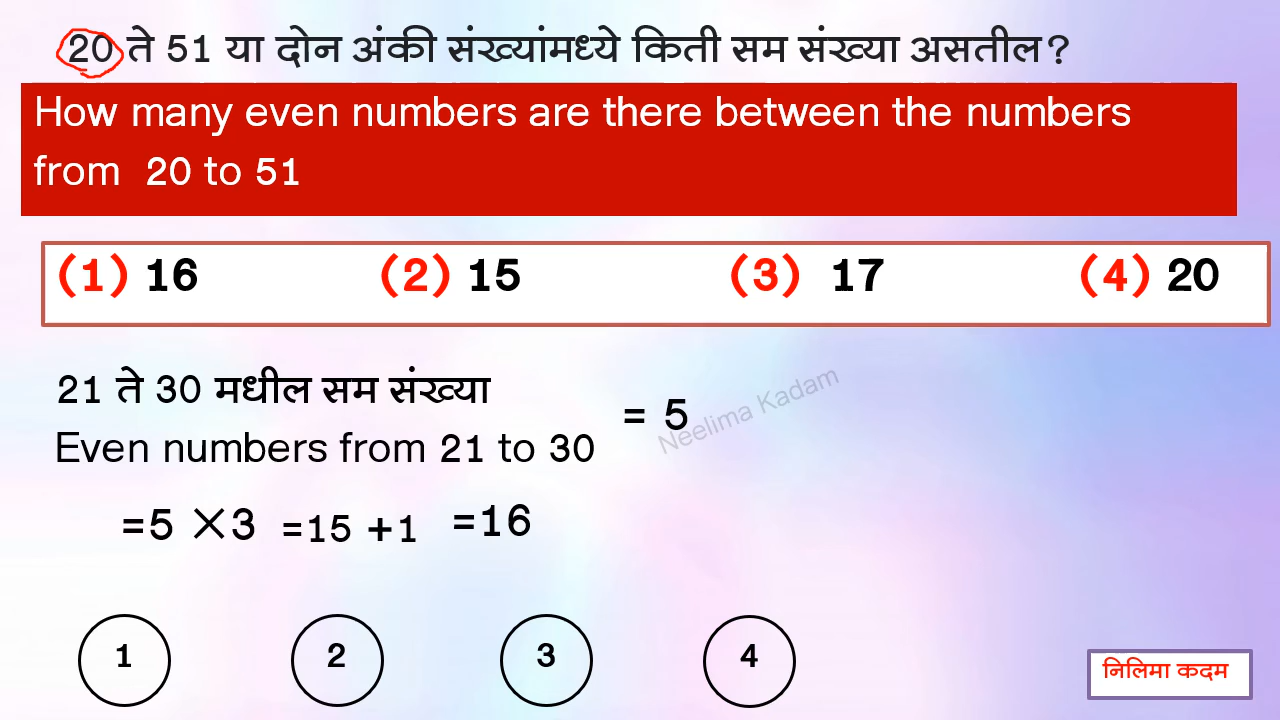 20 ते 51 या दोन अंकी संख्यांमध्ये किती सम संख्या असतील?
How many even numbers are there between the numbers
from 20 to 51
(1) 16 (2) 15 (3) 17 (4) 20
21 ते 30 मधील सम संख्या
= 5
Neelima Kadam
Even numbers from 21 to 30
=5 ×3 =15 +1 =16
1 2 3 4
निलिमा कदम